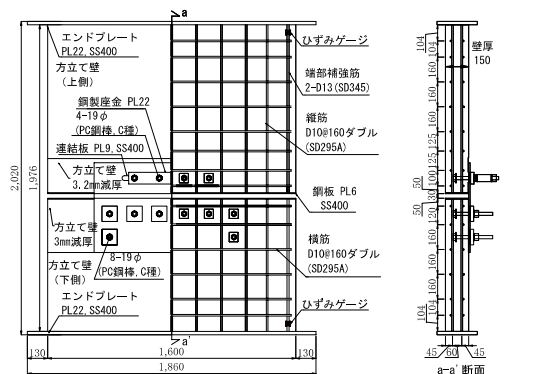 a
エンドプレート
PL22,SS400
方立て壁
(上側)
鋼製座金 PL22
4-19φ
(PC鋼棒,C種)
連結板 PL9,SS400
方立て壁
3.2mm減厚
方立て壁
3mm減厚
8-19φ
(PC鋼棒,C種)
方立て壁
(下側)
エンドプレート
PL22,SS400
a'
ひずみゲージ
端部補強筋
2-D13(SD345)
縦筋
D10@160ダブル
(SD295A)
鋼板 PL6
SS400
横筋
D10@160ダブル
(SD295A)
ひずみゲージ
2,020
1,976
130
1,600
130
1,860
壁厚
150
104
104
160
160
125
125
100
50
130
50
120
160
160
104
104
45
60
45
a-a' 断面